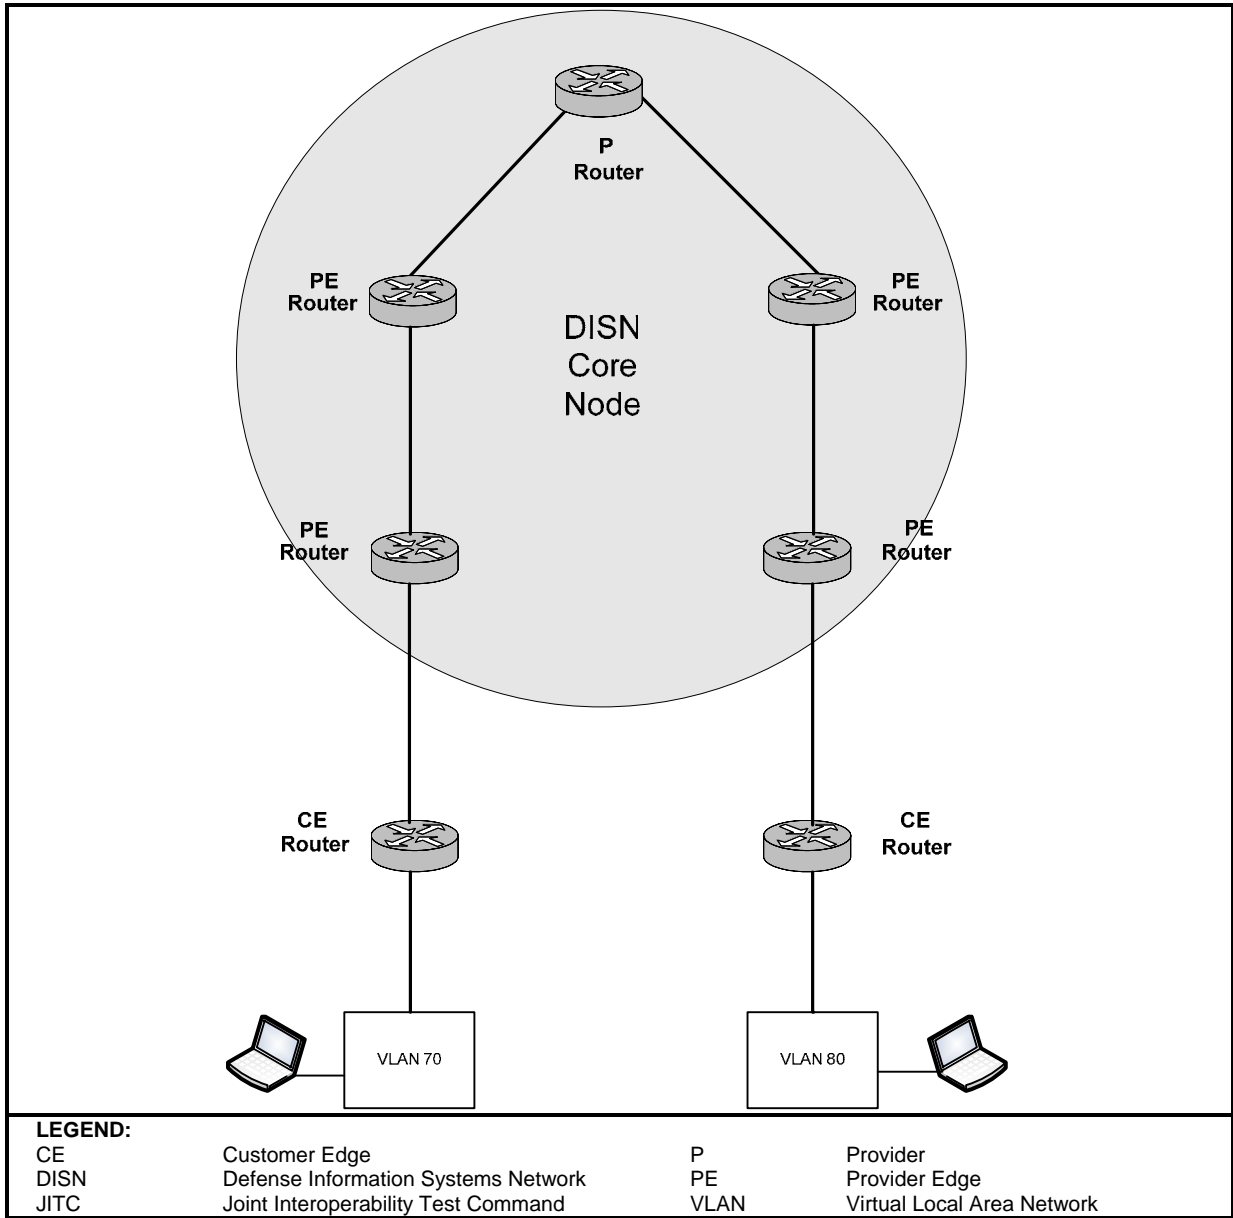 P
Router
PE
Router
PE
Router
DISN
Core
Node
PE
Router
PE
Router
CE
Router
CE
Router
VLAN 70
VLAN 80
LEGEND:
CE Customer Edge P Provider
DISN Defense Information Systems Network PE Provider Edge
JITC Joint Interoperability Test Command VLAN Virtual Local Area Network